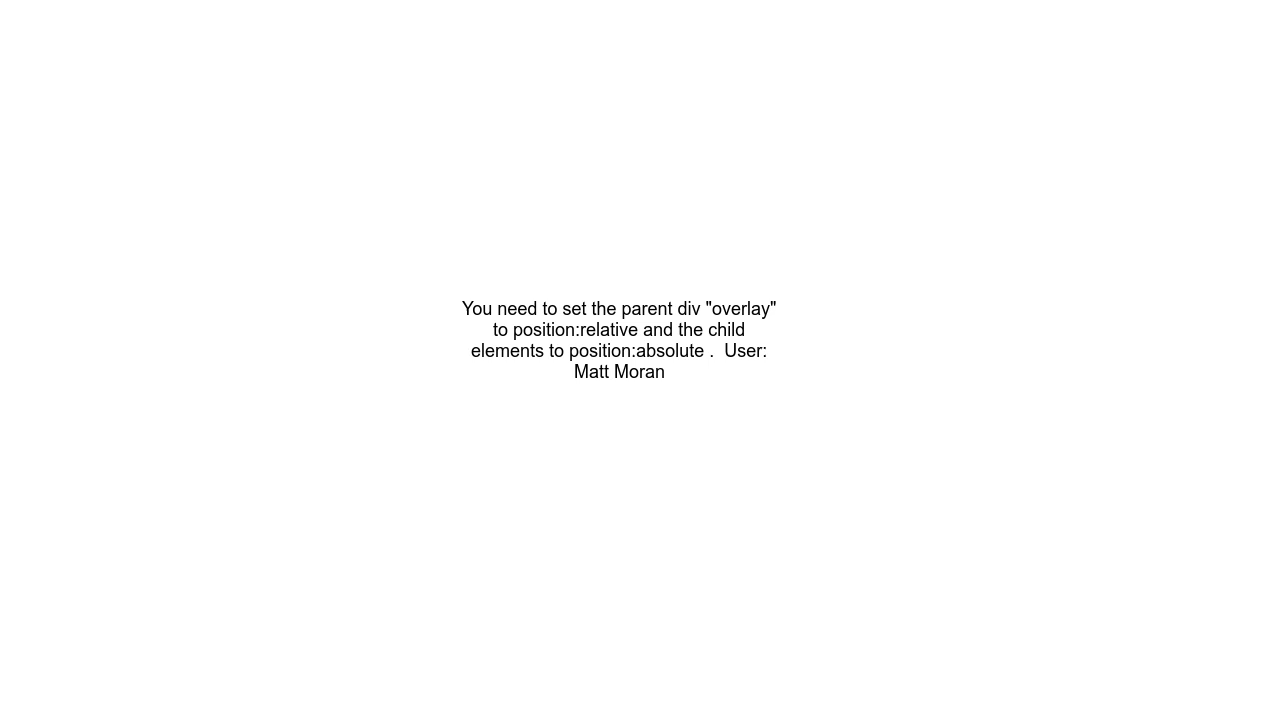 You need to set the parent div "overlay"
to position:relative and the child
elements to position:absolute .  User:
Matt Moran